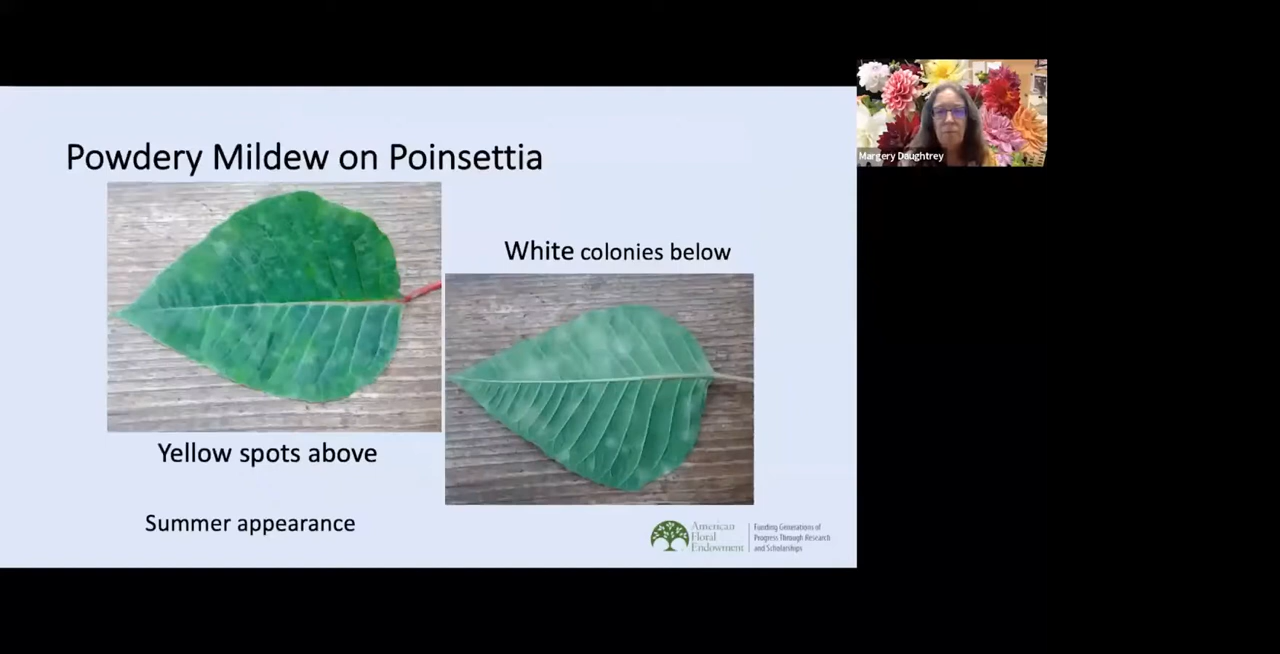 Powdery Mildew on Poinsettia
Margery Daughtrey
White colonies below
Yellow spots above
Summer appearance
American
Floral
Endowment
Funding Generations of
Progress Through Research
and Scholarships